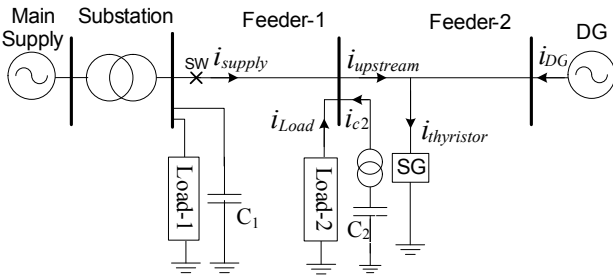 Main
Supply
Substation
Feeder-1
Feeder-2
DG
SW
i_supply
i_upstream
i_DG
i_Load
i_c2
i_thyristor
Load-1
C_1
Load-2
C_2
SG